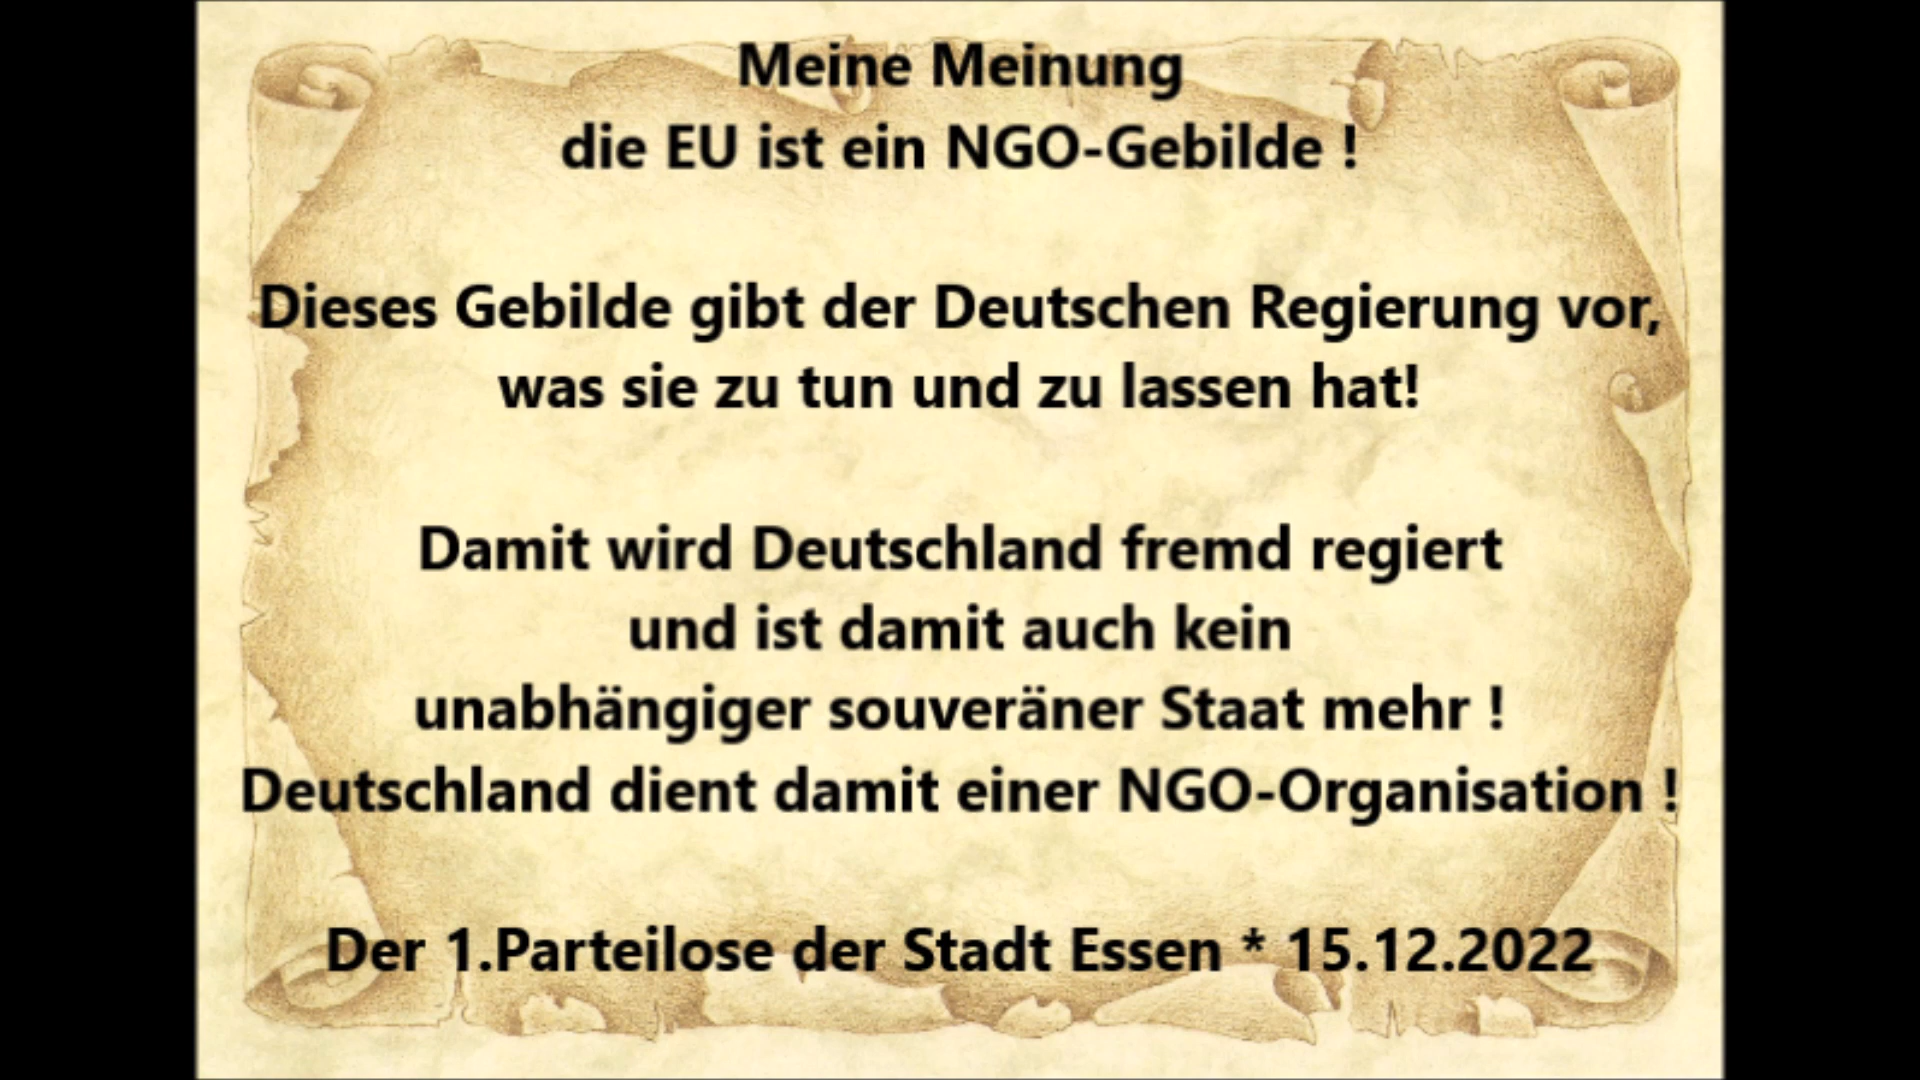 Meine Meinung
die EU ist ein NGO-Gebilde !
Dieses Gebilde gibt der Deutschen Regierung vor,
was sie zu tun und zu lassen hat!
Damit wird Deutschland fremd regiert
und ist damit auch kein
unabhängiger souveräner Staat mehr !
Deutschland dient damit einer NGO-Organisation !
Der 1.Parteilose der Stadt Essen * 15.12.2022